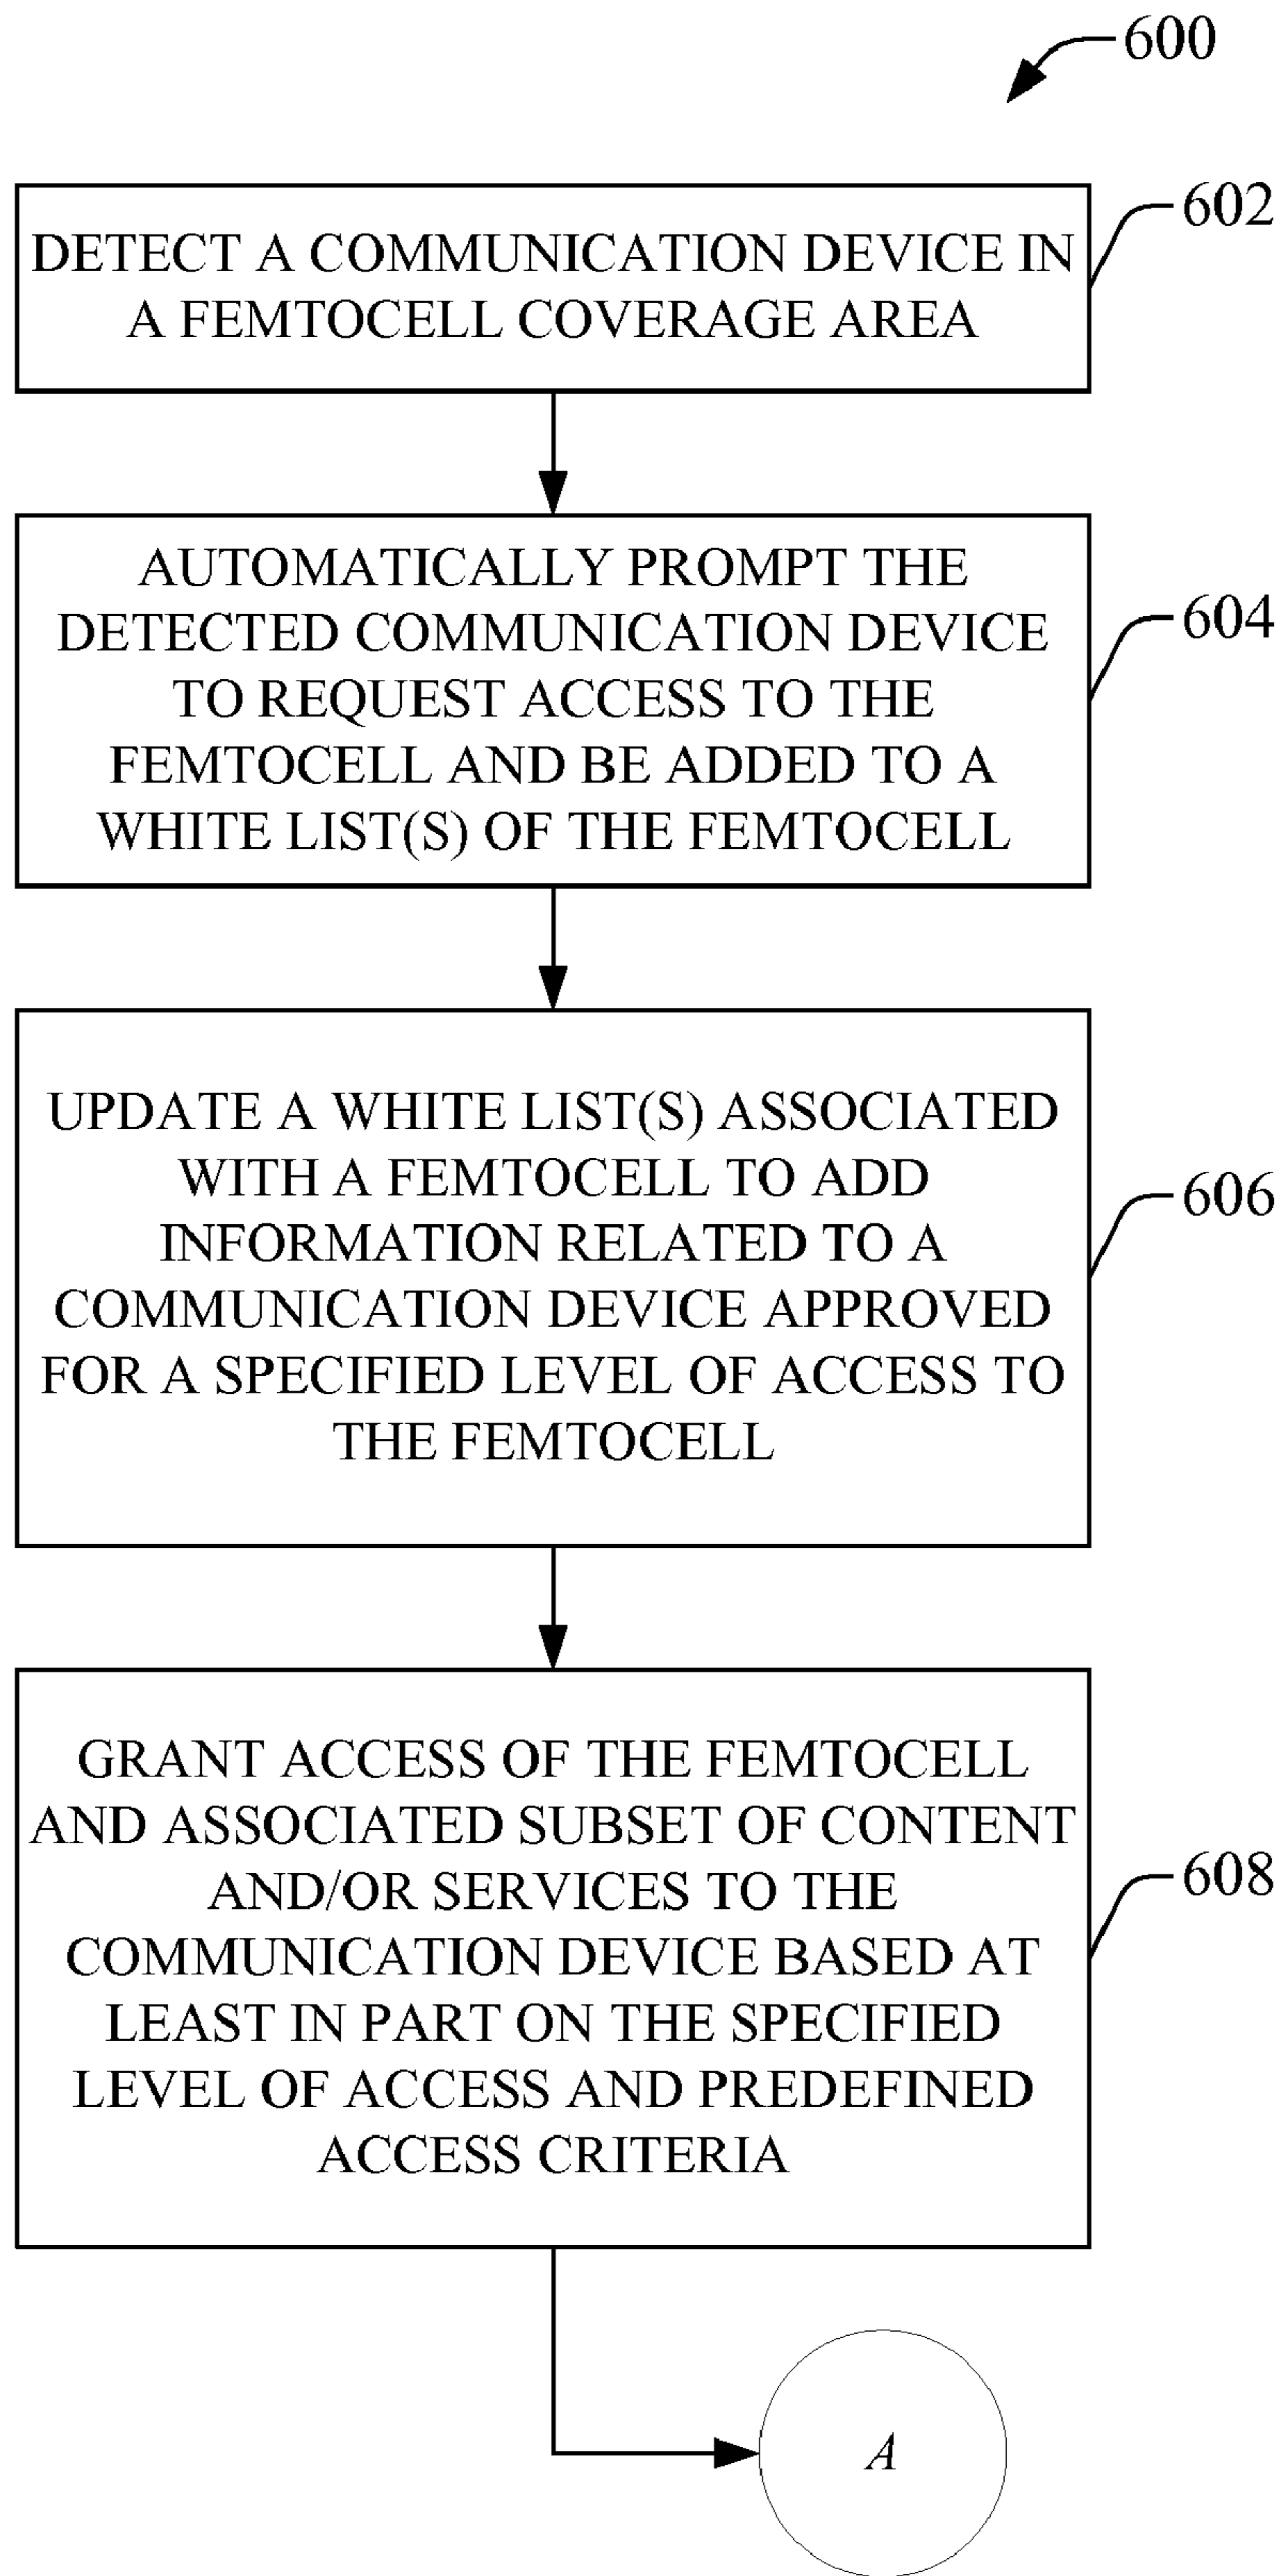 600
602
DETECT A COMMUNICATION DEVICE IN
A FEMTOCELL COVERAGE AREA
AUTOMATICALLY PROMPT THE
DETECTED COMMUNICATION DEVICE
TO REQUEST ACCESS TO THE
FEMTOCELL AND BE ADDED TO A
WHITE LIST(S) OF THE FEMTOCELL
604
UPDATE A WHITE LIST(S) ASSOCIATED
WITH A FEMTOCELL TO ADD
INFORMATION RELATED TO A
COMMUNICATION DEVICE APPROVED
FOR A SPECIFIED LEVEL OF ACCESS TO
THE FEMTOCELL
606
GRANT ACCESS OF THE FEMTOCELL
AND ASSOCIATED SUBSET OF CONTENT
AND/OR SERVICES TO THE
COMMUNICATION DEVICE BASED AT
LEAST IN PART ON THE SPECIFIED
LEVEL OF ACCESS AND PREDEFINED
ACCESS CRITERIA
608
A